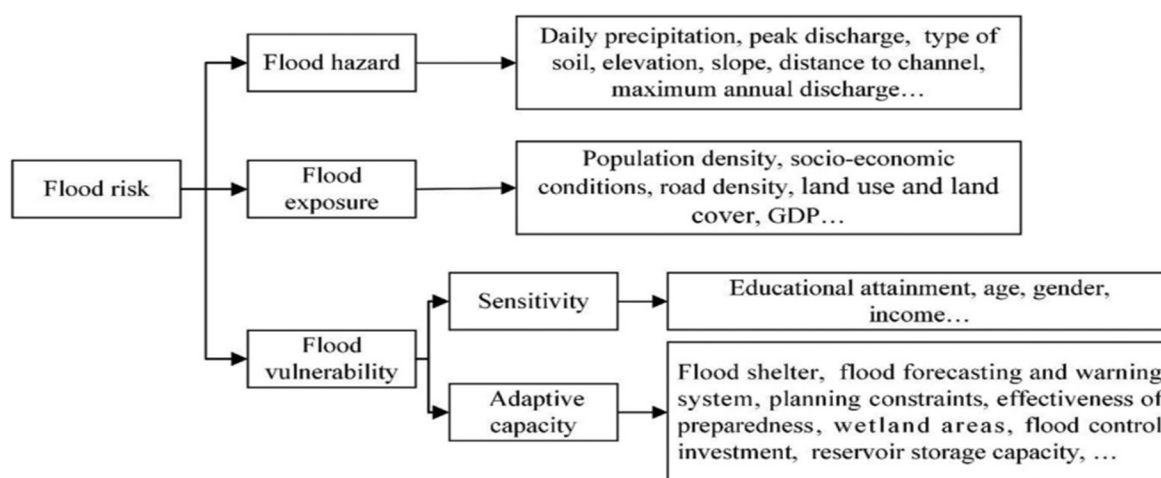 Flood risk
Flood hazard
Daily precipitation, peak discharge, type of
soil, elevation, slope, distance to channel,
maximum annual discharge…
Flood
exposure
Population density, socio-economic
conditions, road density, land use and land
cover, GDP…
Flood
vulnerability
Sensitivity
Educational attainment, age, gender,
income…
Adaptive
capacity
Flood shelter, flood forecasting and warning
system, planning constraints, effectiveness of
preparedness, wetland areas, flood control
investment, reservoir storage capacity, …